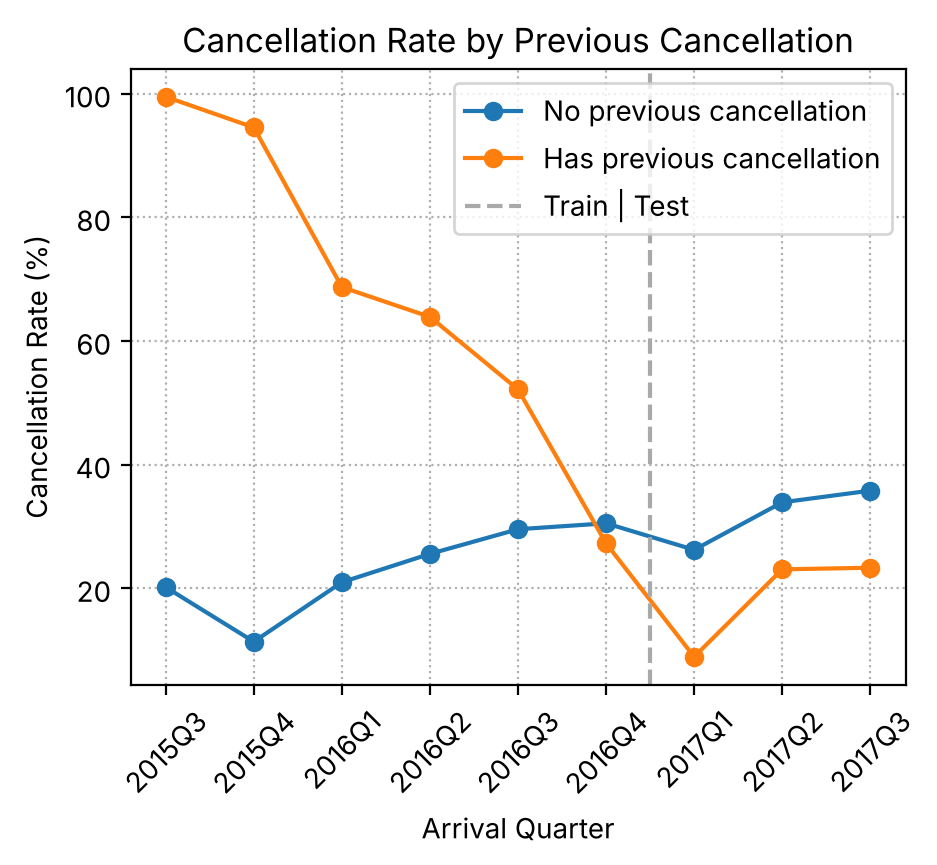 Cancellation Rate by Previous Cancellation
No previous cancellation
Has previous cancellation
Train | Test
Cancellation Rate (%)
100
80
60
40
20
2015Q3
2015Q4
2016Q1
2016Q2
2016Q3
2016Q4
2017Q1
2017Q2
2017Q3
Arrival Quarter